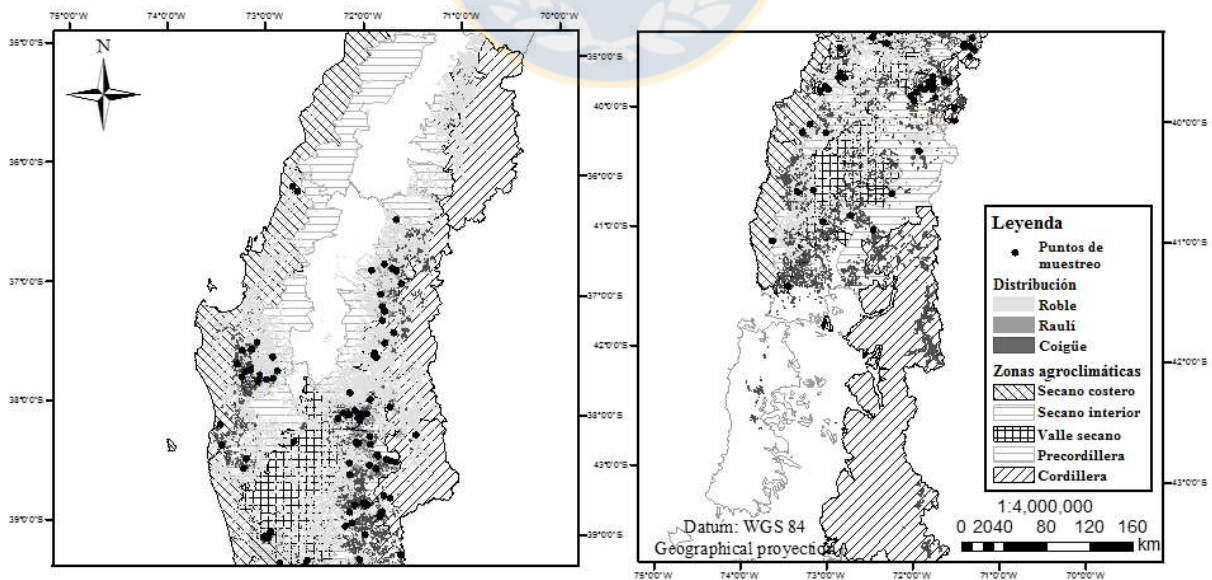 75°0'0"O 74°0'0"O 73°0'0"O 72°0'0"O 71°0'0"O 70°0'0"O
N
35°0'0"S
36°0'0"S
37°0'0"S
38°0'0"S
39°0'0"S
35°0'0"S
40°0'0"S
36°0'0"S
41°0'0"S
37°0'0"S
42°0'0"S
38°0'0"S
43°0'0"S
39°0'0"S
40°0'0"S
41°0'0"S
42°0'0"S
43°0'0"S
Leyenda
Puntos de
muestreo
Distribución
Roble
Raulí
Coigüe
Zonas agroclimáticas
Secano costero
Secano interior
Valle secano
Precordillera
Cordillera
1:4,000,000
Datum: WGS 84
Geographical proyection
0 2040 80 120 160
km
75°0'0"O 74°0'0"O 73°0'0"O 72°0'0"O 71°0'0"O 70°0'0"O